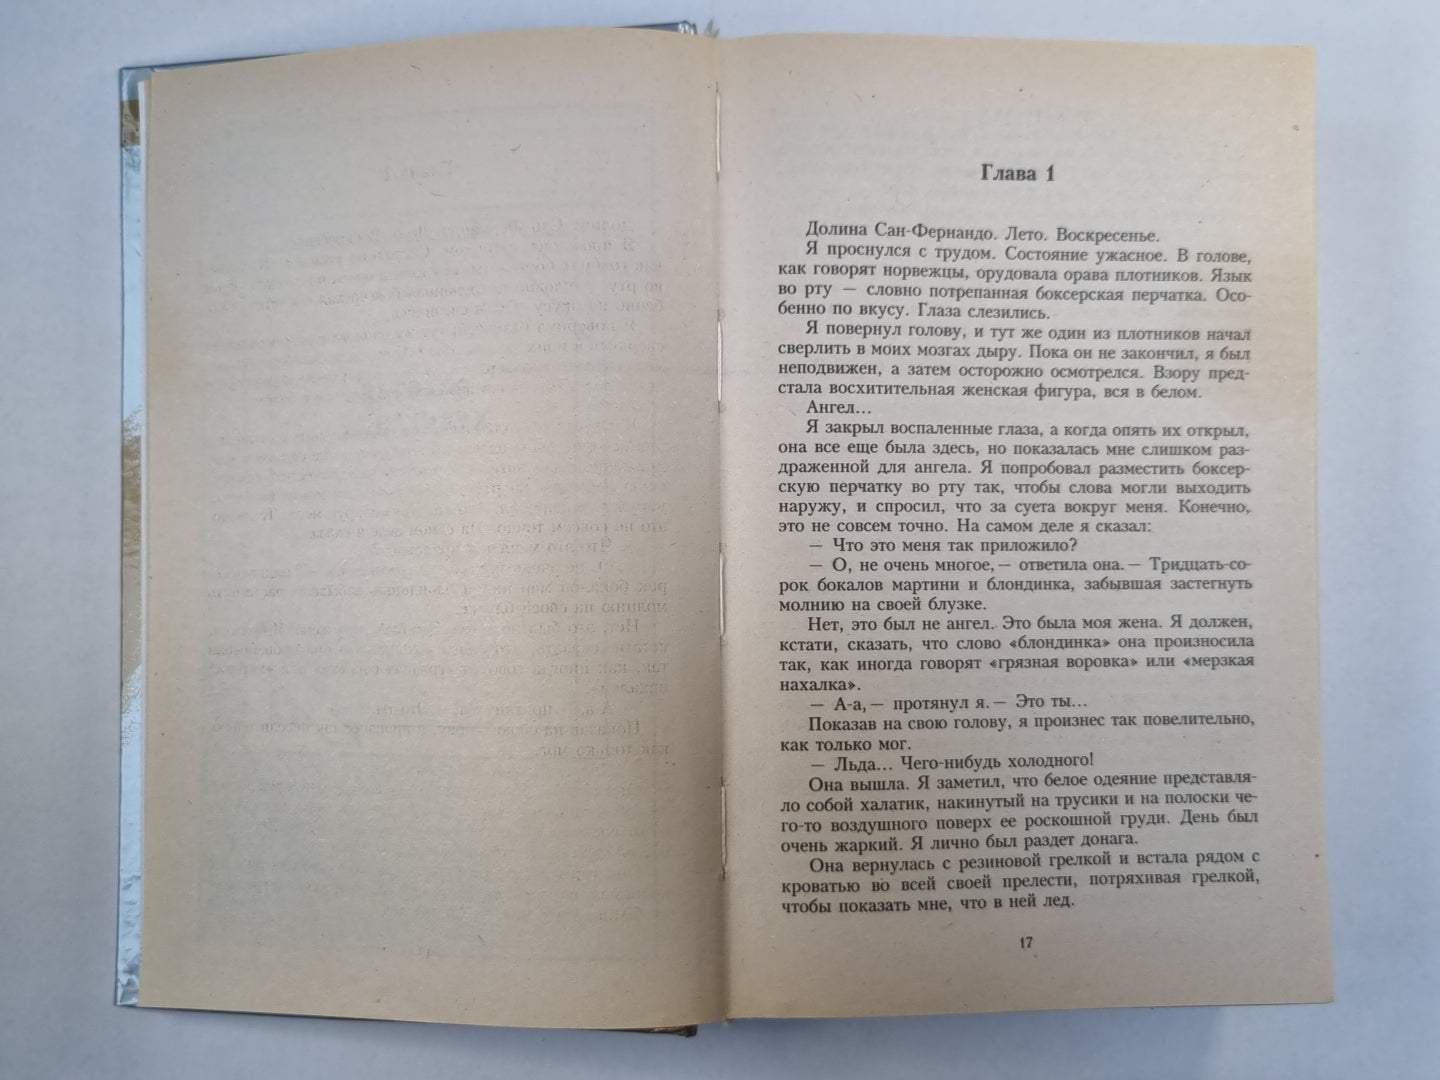 Глава 1
Долина Сан-Фернандо. Лето. Воскресенье.
Я проснулся с трудом. Состояние ужасное. В голове,
как говорят норвежцы, орудовала орава плотников. Язык
во рту — словно потрепанная боксерская перчатка. Осо-
бенно по вкусу. Глаза слезились.
Я повернул голову, и тут же один из плотников начал
сверлить в моих мозгах дыру. Пока он не закончил, я был
неподвижен, а затем осторожно осмотрелся. Взору пред-
стала восхитительная женская фигура, вся в белом.
Ангел...
Я закрыл воспаленные глаза, а когда опять их открыл,
она все еще была здесь, но показалась мне слишком раз-
драженной для ангела. Я попробовал разместить боксер-
скую перчатку во рту так, чтобы слова могли выходить
наружу, и спросил, что за суета вокруг меня. Конечно,
это не совсем точно. На самом деле я сказал:
— Что это меня так приложило?
— О, не очень многое,— ответила она.— Тридцать-со-
рок бокалов мартини и блондинка, забывшая застегнуть
молнию на своей блузке.
Нет, это был не ангел. Это была моя жена. Я должен,
кстати, сказать, что слово «блондинка» она произносила
так, как иногда говорят «грязная воровка» или «мерзкая
нахалка».
— А-а,— протянул я.— Это ты...
Показав на свою голову, я произнес так повелительно,
как только мог.
— Льда... Чего-нибудь холодного!
Она вышла. Я заметил, что белое одеяние представля-
ло собой халатик, накинутый на трусики и на полоски че-
го-то воздушного поверх ее роскошной груди. День был
очень жаркий. Я лично был раздет донага.
Она вернулась с резиновой грелкой и встала рядом с
кроватью во всей своей прелести, потряхивая грелкой,
чтобы показать мне, что в ней лед.
17